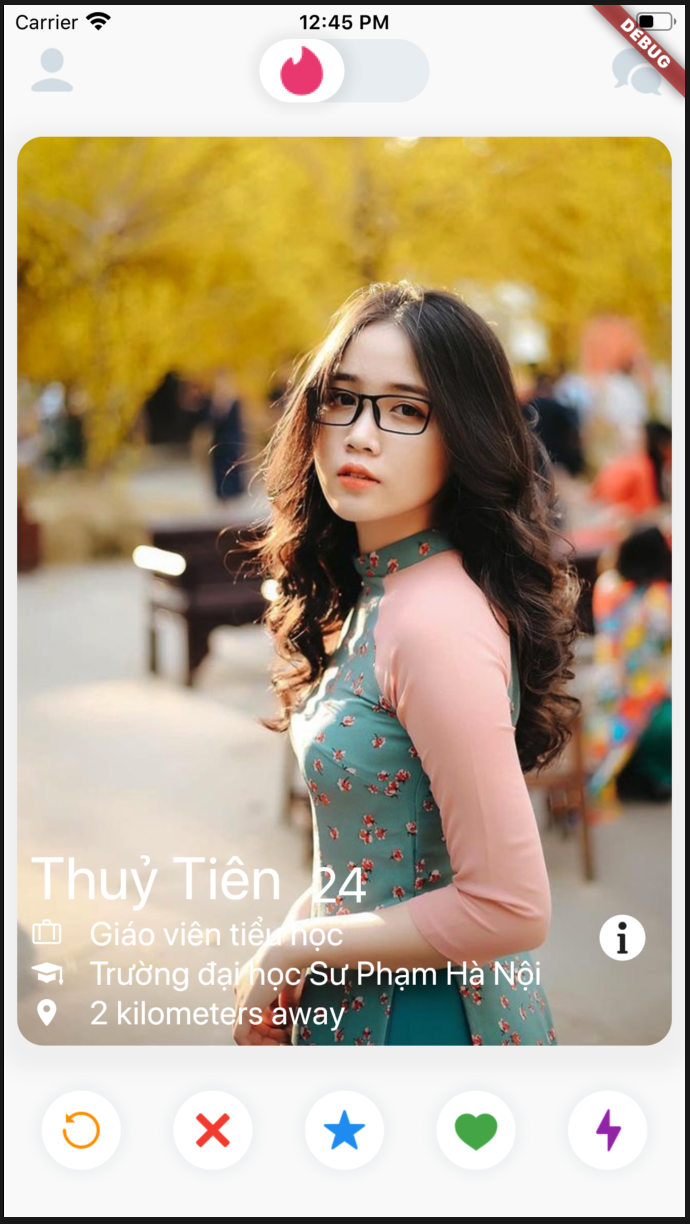 Carrier 12:45 PM
DEBUG
Thuỷ Tiên 24
Giáo viên tiểu học
Trường đại học Sư Phạm Hà Nội
2 kilometers away